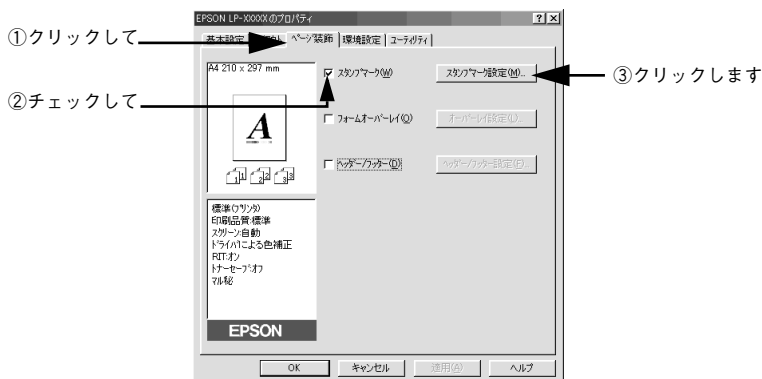 EPSON LP-XXXXXのプロパティ
①クリックして
基本設定 ページ装飾 環境設定 ユーティリティ
A4 210 x 297 mm
スタンプマーク(W) スタンプマーク設定(M)...
③クリックします
②チェックして
フォームオーバーレイ(O) オーバーレイ設定(L)...
A
ヘッダー/フッター(D) ヘッダー/フッター設定(E)...
1 1 2 2 3 3
標準(プリンタ)
印刷品質:標準
スクリーン:自動
ドライバによる色補正
RIT:オン
トナーセーブ:オフ
マル秘
EPSON
OK キャンセル 適用(A) ヘルプ